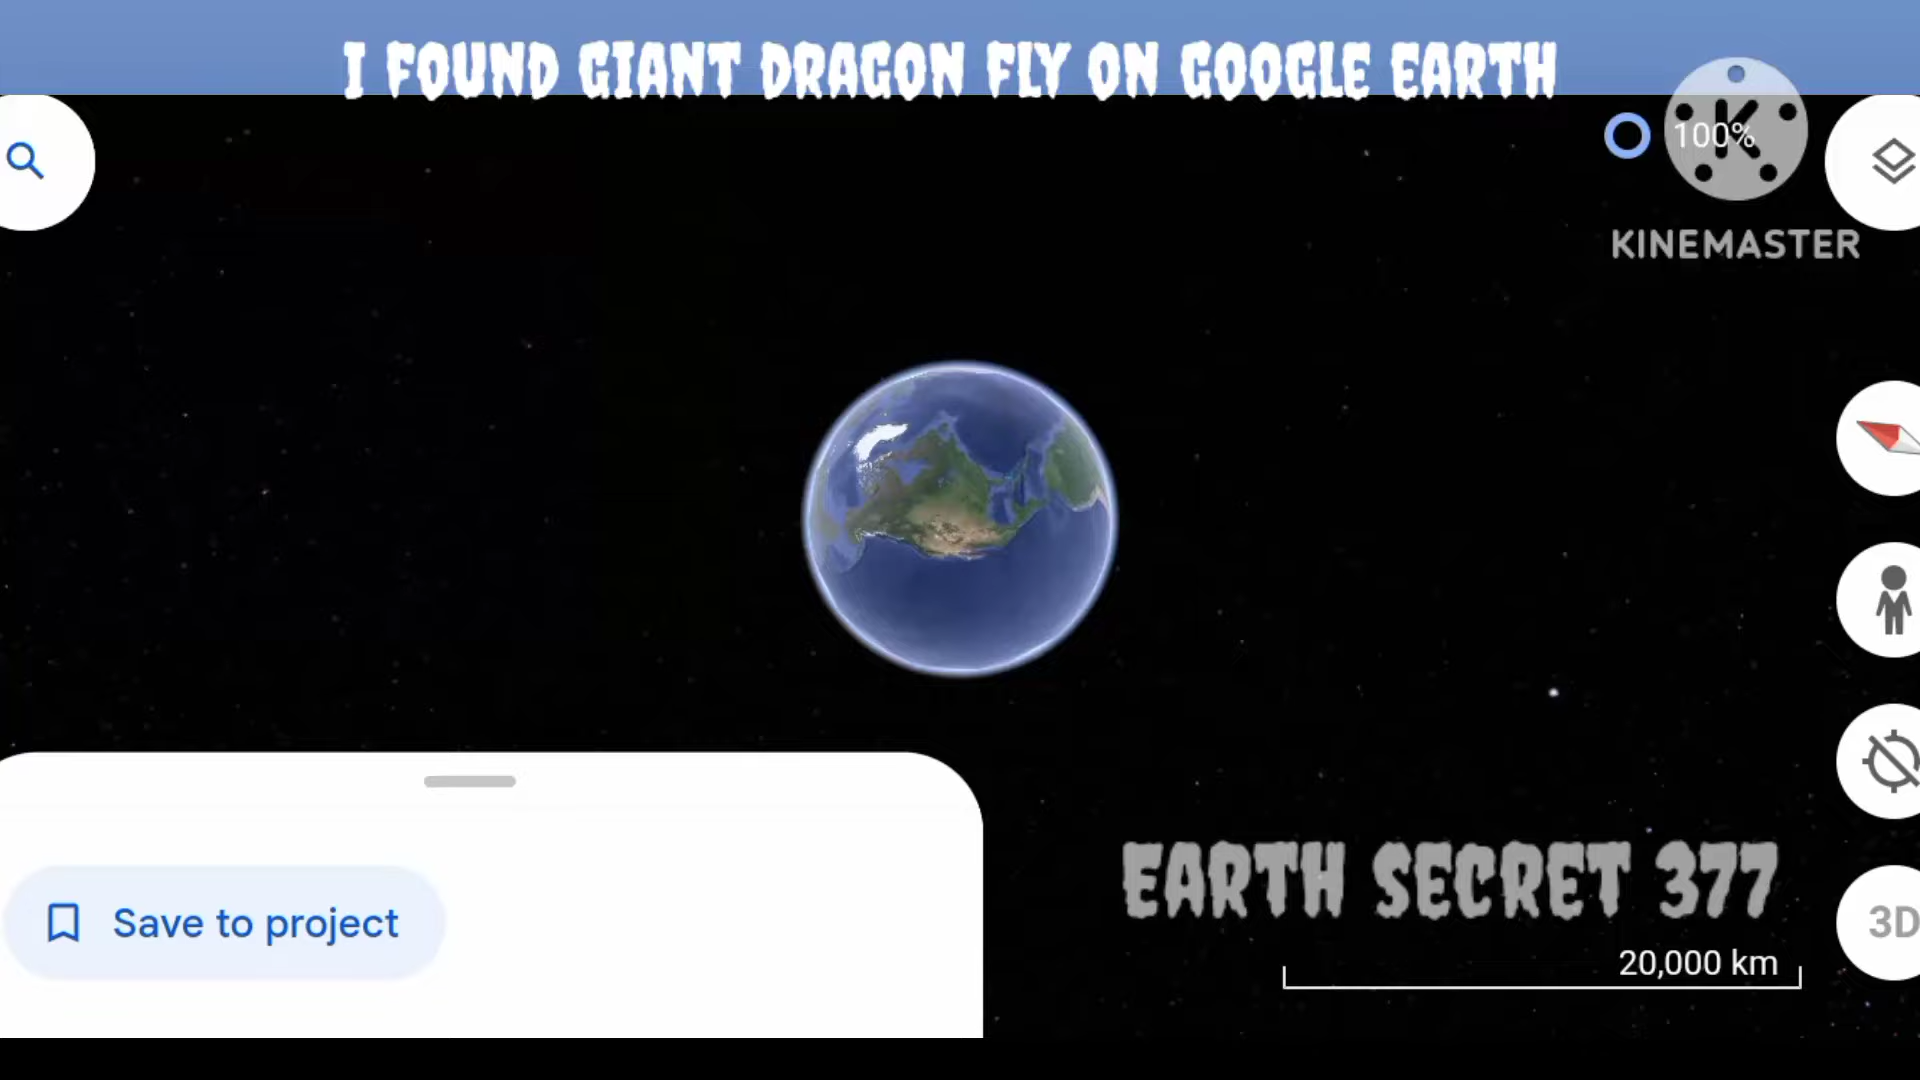 I FOUND GIANT DRAGON FLY ON GOOGLE EARTH
100%
K
KINEMASTER
Save to project
EARTH SECRET 377
20,000 km
3D